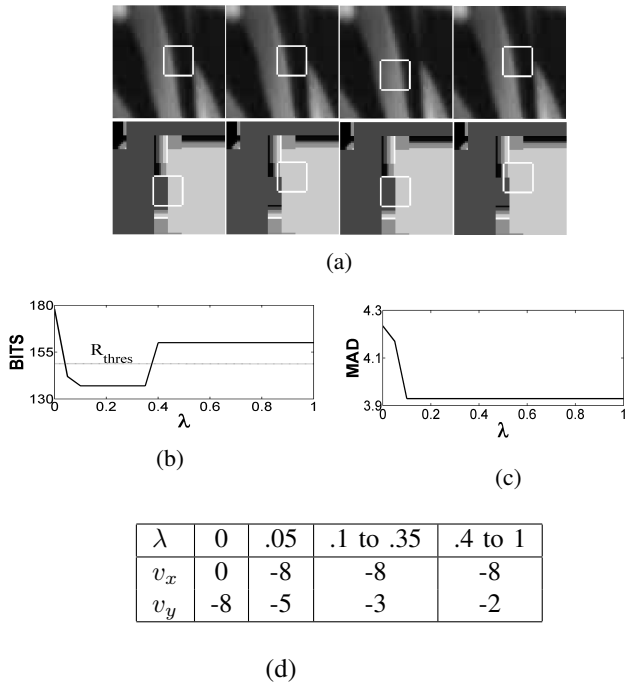 (a)
180
155
130
BITS
R_thres
0 0.2 0.4 0.6 0.8 1
λ
(b)
4.3
4.1
3.9
MAD
0 0.2 0.4 0.6 0.8 1
λ
(c)
λ 0 .05 .1 to .35 .4 to 1
v_x 0 -8 -8 -8
v_y -8 -5 -3 -2
(d)